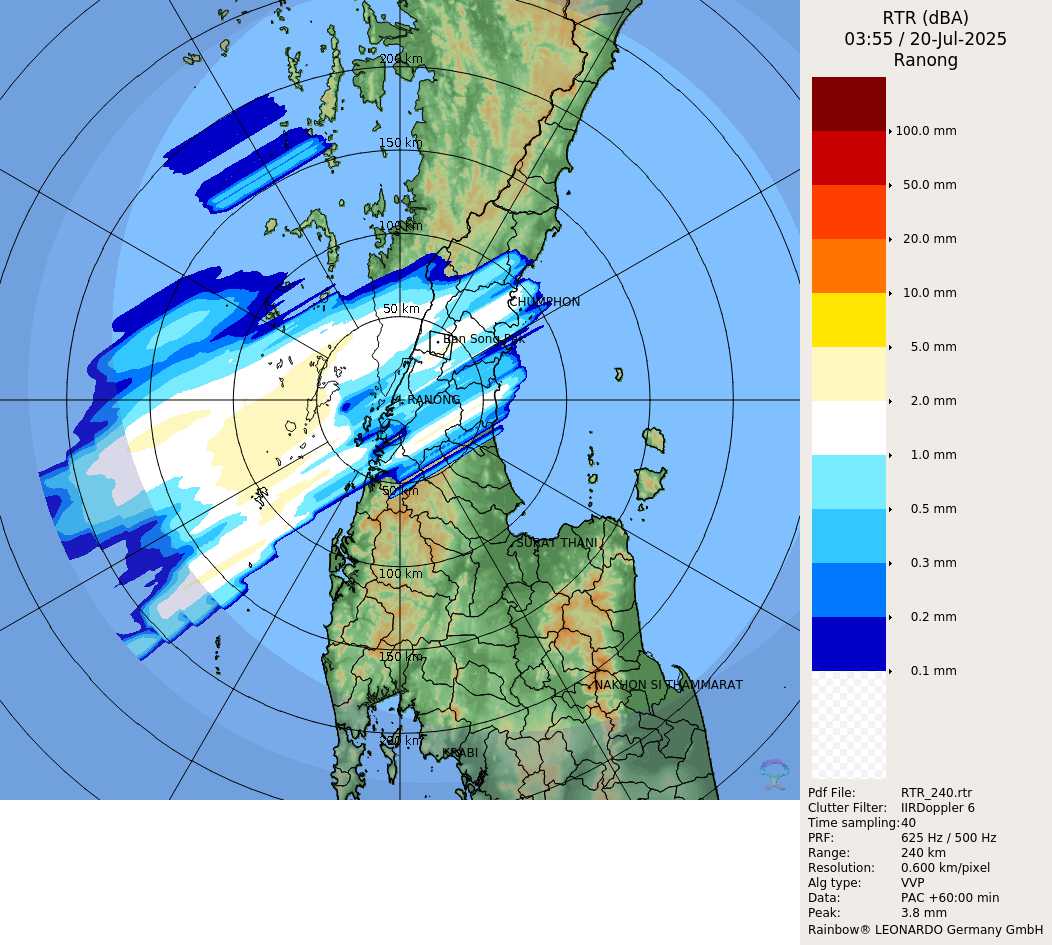 RTR (dBA)
03:55 / 20-Jul-2025
Ranong
100.0 mm
50.0 mm
20.0 mm
10.0 mm
5.0 mm
2.0 mm
1.0 mm
0.5 mm
0.3 mm
0.2 mm
0.1 mm
Pdf File: RTR_240.rtr
Clutter Filter: IIRDoppler 6
Time sampling:40
PRF: 625 Hz / 500 Hz
Range: 240 km
Resolution: 0.600 km/pixel
Alg type: VVP
Data: PAC +60:00 min
Peak: 3.8 mm
Rainbow® LEONARDO Germany GmbH
200 km
150 km
100 km
50 km
CHUMPHON
Ban Song Pik
RANONG
50 km
SURAT THANI
100 km
150 km
NAKHON SI THAMMARAT
200 km
KRABI